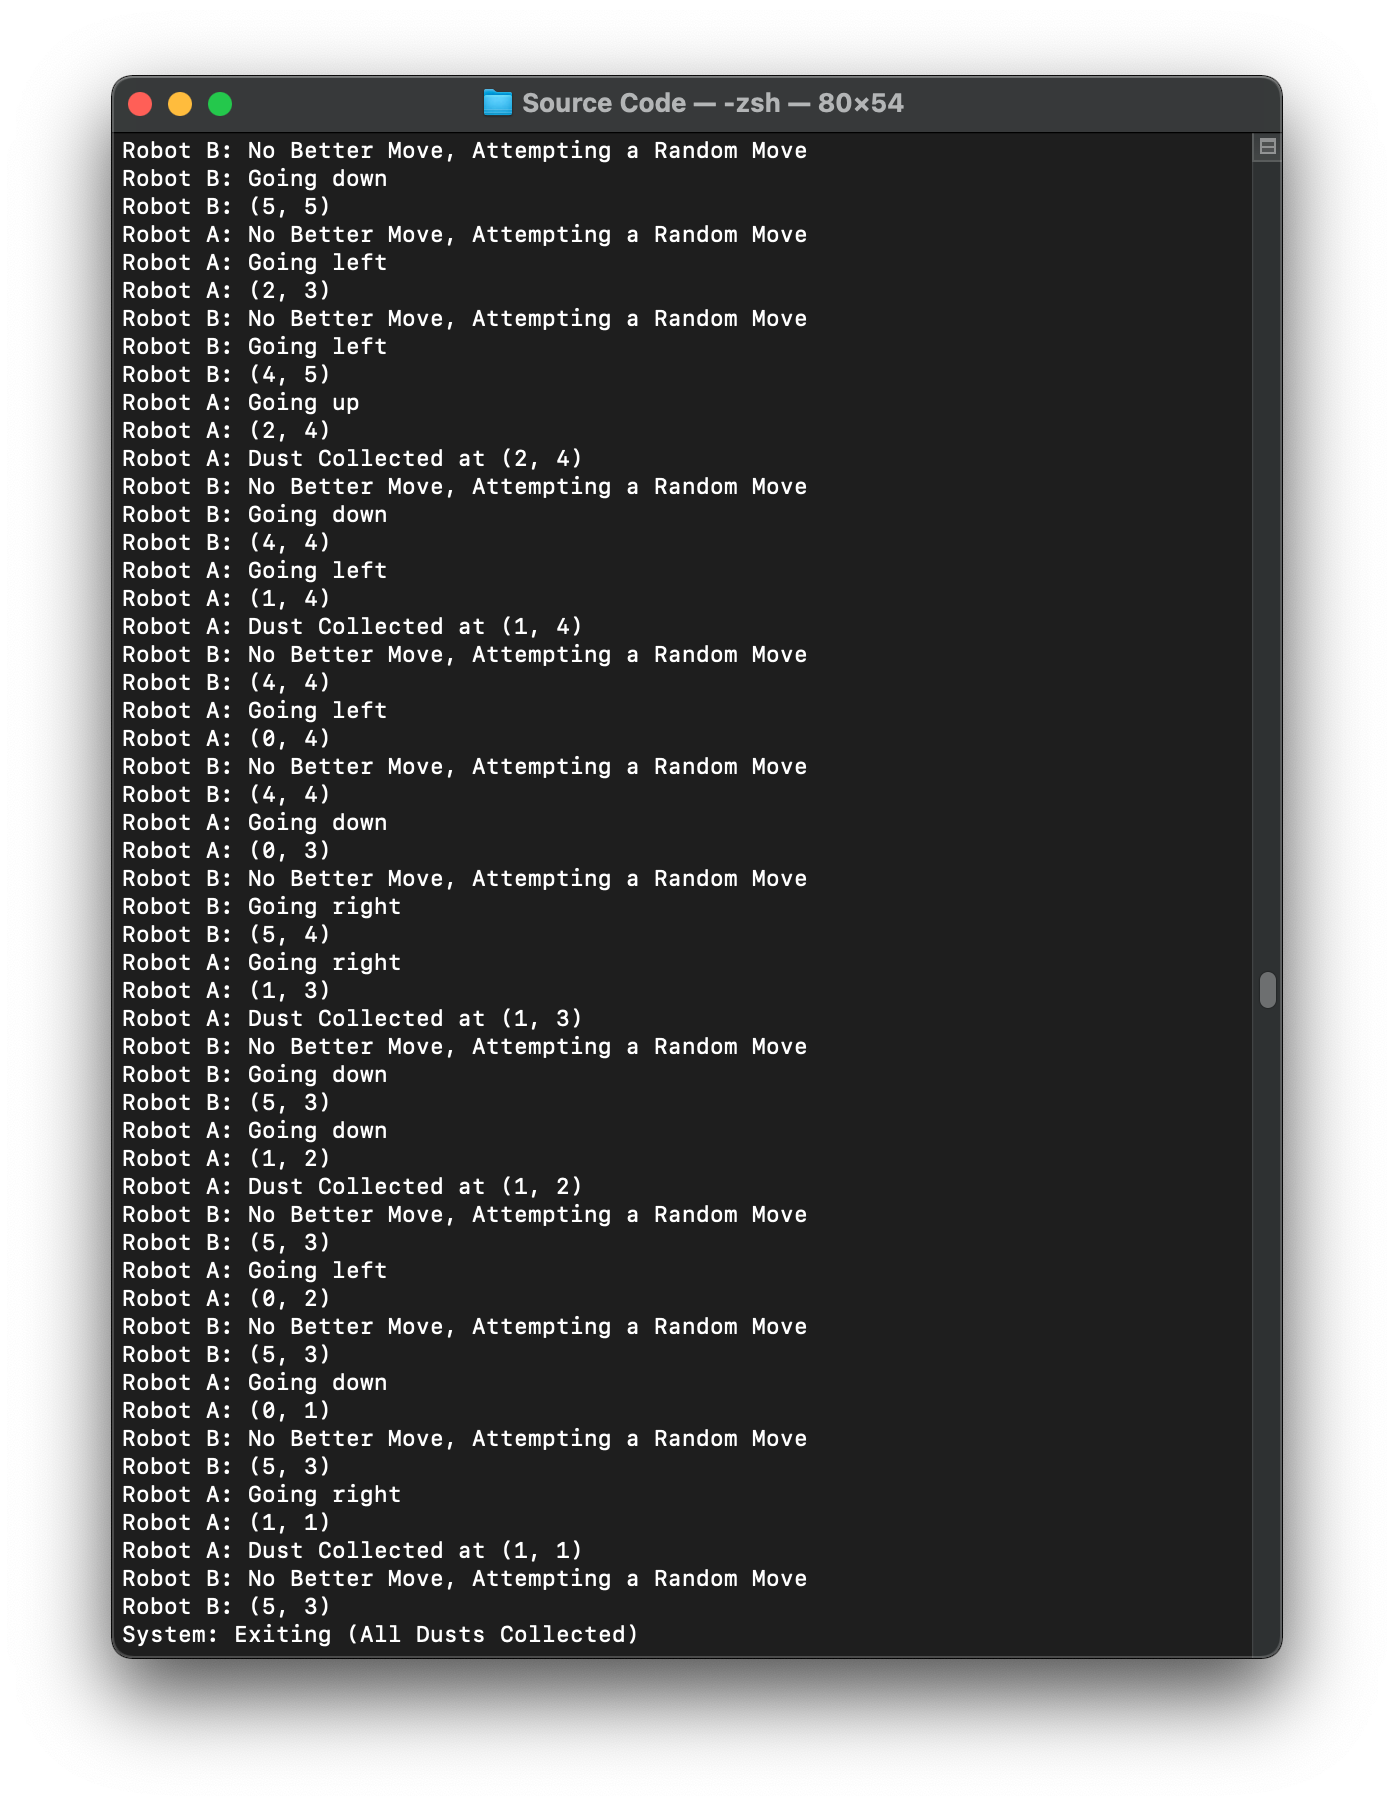 Source Code — -zsh — 80×54
Robot B: No Better Move, Attempting a Random Move
Robot B: Going down
Robot B: (5, 5)
Robot A: No Better Move, Attempting a Random Move
Robot A: Going left
Robot A: (2, 3)
Robot B: No Better Move, Attempting a Random Move
Robot B: Going left
Robot B: (4, 5)
Robot A: Going up
Robot A: (2, 4)
Robot A: Dust Collected at (2, 4)
Robot B: No Better Move, Attempting a Random Move
Robot B: Going down
Robot B: (4, 4)
Robot A: Going left
Robot A: (1, 4)
Robot A: Dust Collected at (1, 4)
Robot B: No Better Move, Attempting a Random Move
Robot B: (4, 4)
Robot A: Going left
Robot A: (0, 4)
Robot B: No Better Move, Attempting a Random Move
Robot B: (4, 4)
Robot A: Going down
Robot A: (0, 3)
Robot B: No Better Move, Attempting a Random Move
Robot B: Going right
Robot B: (5, 4)
Robot A: Going right
Robot A: (1, 3)
Robot A: Dust Collected at (1, 3)
Robot B: No Better Move, Attempting a Random Move
Robot B: Going down
Robot B: (5, 3)
Robot A: Going down
Robot A: (1, 2)
Robot A: Dust Collected at (1, 2)
Robot B: No Better Move, Attempting a Random Move
Robot B: (5, 3)
Robot A: Going left
Robot A: (0, 2)
Robot B: No Better Move, Attempting a Random Move
Robot B: (5, 3)
Robot A: Going down
Robot A: (0, 1)
Robot B: No Better Move, Attempting a Random Move
Robot B: (5, 3)
Robot A: Going right
Robot A: (1, 1)
Robot A: Dust Collected at (1, 1)
Robot B: No Better Move, Attempting a Random Move
Robot B: (5, 3)
System: Exiting (All Dusts Collected)